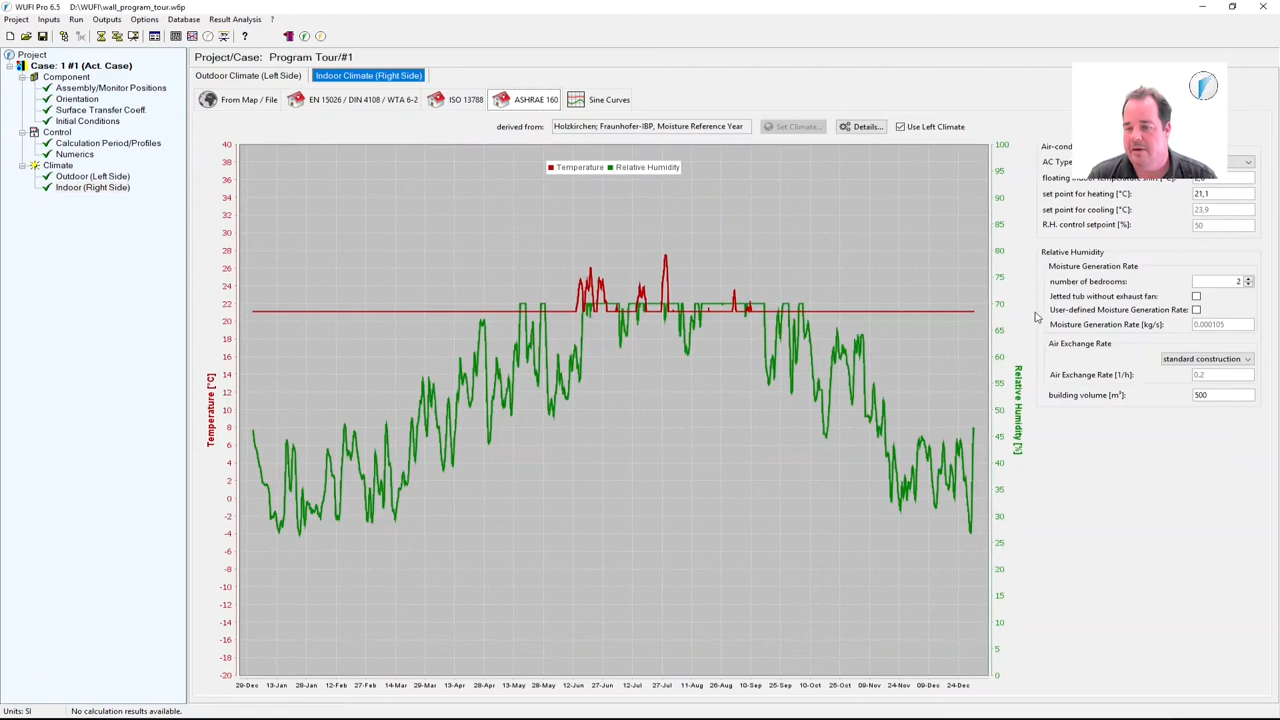 WUFI Pro 6.5 D:\WUFI\wall_program_tour.w6p
Project Inputs Run Outputs Options Database Result Analysis ?
Project
Case: 1 #1 (Act. Case)
Component
Assembly/Monitor Positions
Orientation
Surface Transfer Coeff.
Initial Conditions
Control
Calculation Period/Profiles
Numerics
Climate
Outdoor (Left Side)
Indoor (Right Side)
Project/Case: Program Tour/#1
Outdoor Climate (Left Side) Indoor Climate (Right Side)
From Map / File EN 15026 / DIN 4108 / WTA 6-2 ISO 13788 ASHRAE 160 Sine Curves
derived from: Holzkirchen; Fraunhofer-IBP, Moisture Reference Year Set Climate... Details... Use Left Climate
Temperature Relative Humidity
40
38
36
34
32
30
28
26
24
22
20
18
16
14
12
10
8
6
4
2
0
-2
-4
-6
-8
-10
-12
-14
-16
-18
-20
Temperature [°C]
100
95
90
85
80
75
70
65
60
55
50
45
40
35
30
25
20
15
10
5
0
Relative Humidity [%]
29-Dec 13-Jan 28-Jan 12-Feb 27-Feb 14-Mar 29-Mar 13-Apr 28-Apr 13-May 28-May 12-Jun 27-Jun 12-Jul 27-Jul 11-Aug 26-Aug 10-Sep 25-Sep 10-Oct 25-Oct 09-Nov 24-Nov 09-Dec 24-Dec
Air-cond
AC Type
floating indoor temperature shift [°C]:
set point for heating [°C]: 21,1
set point for cooling [°C]: 23,9
R.H. control setpoint [%]: 50
Relative Humidity
Moisture Generation Rate
number of bedrooms: 2
Jetted tub without exhaust fan:
User-defined Moisture Generation Rate:
Moisture Generation Rate [kg/s]: 0.000105
Air Exchange Rate
standard construction
Air Exchange Rate [1/h]: 0.2
building volume [m³]: 500
Units: SI No calculation results available.